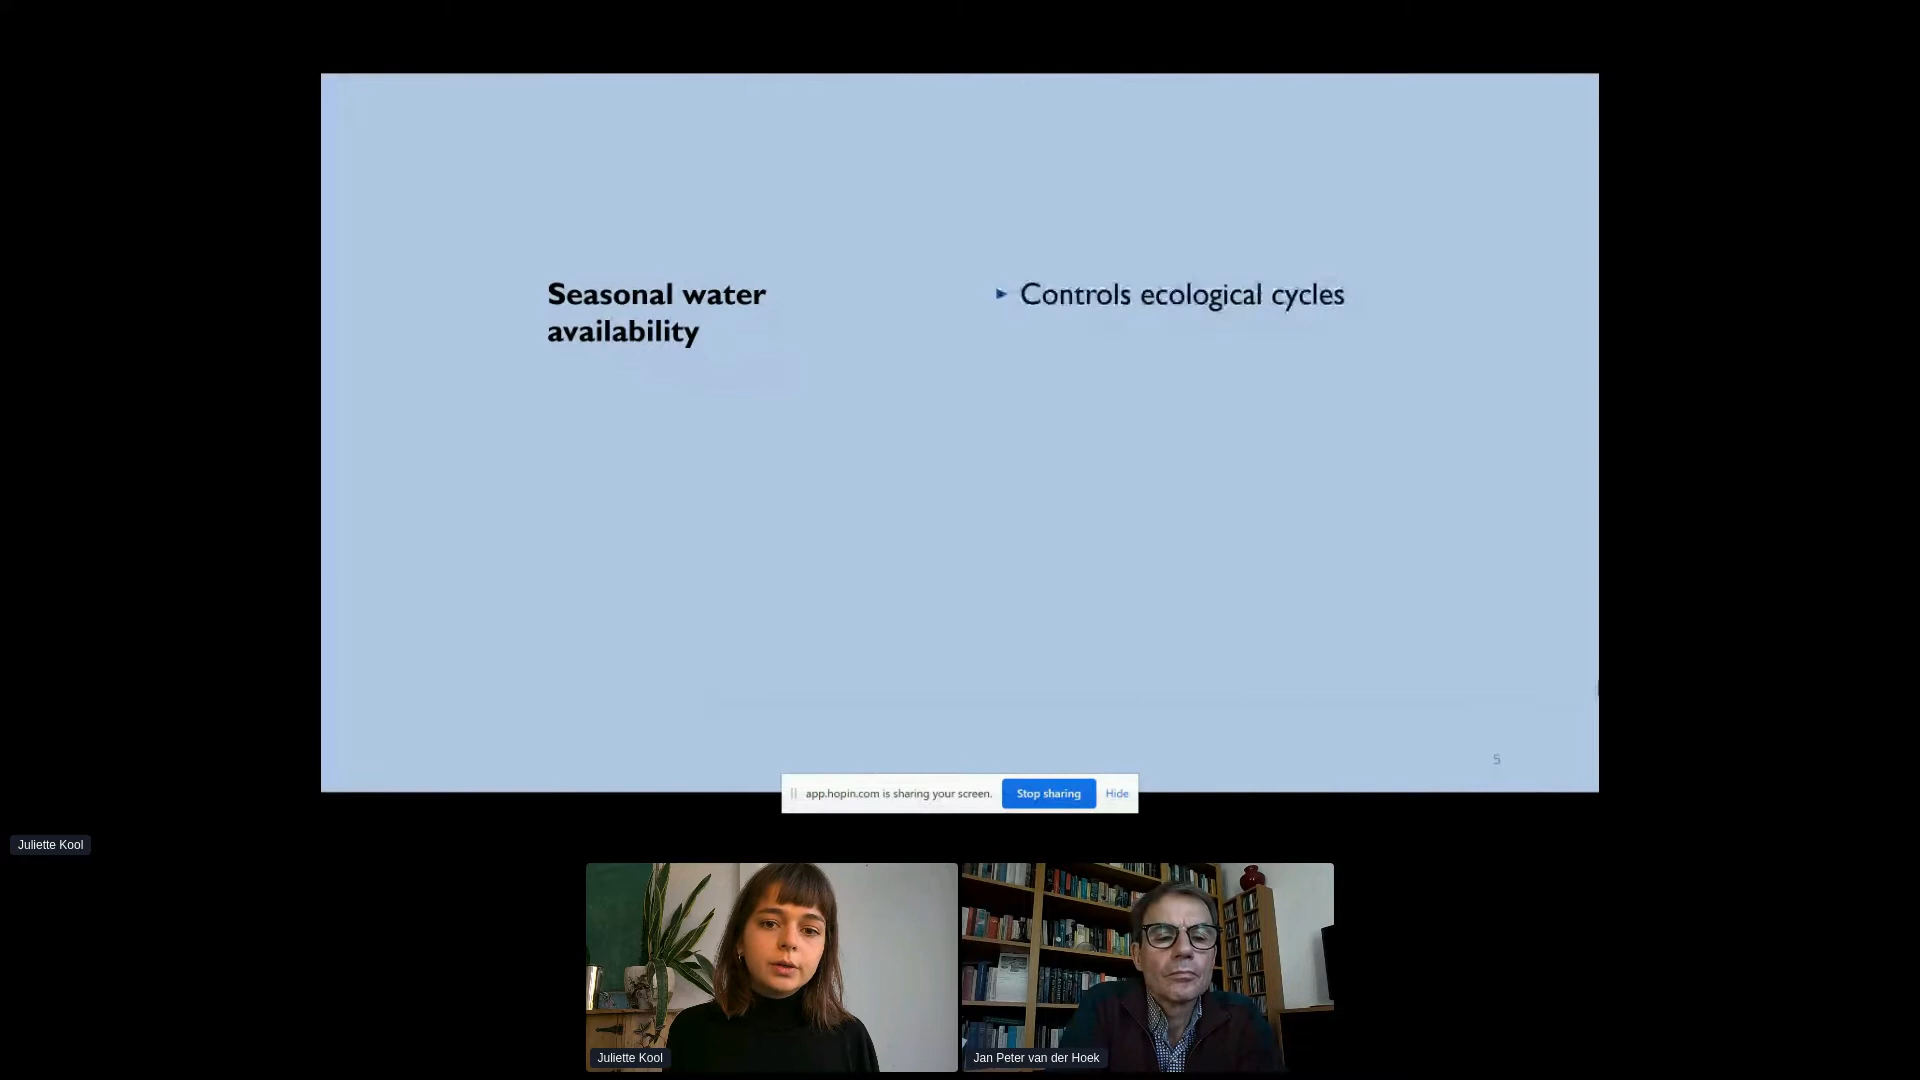 Seasonal water
availability
► Controls ecological cycles
5
app.hopin.com is sharing your screen. Stop sharing Hide
Juliette Kool
Juliette Kool
Jan Peter van der Hoek